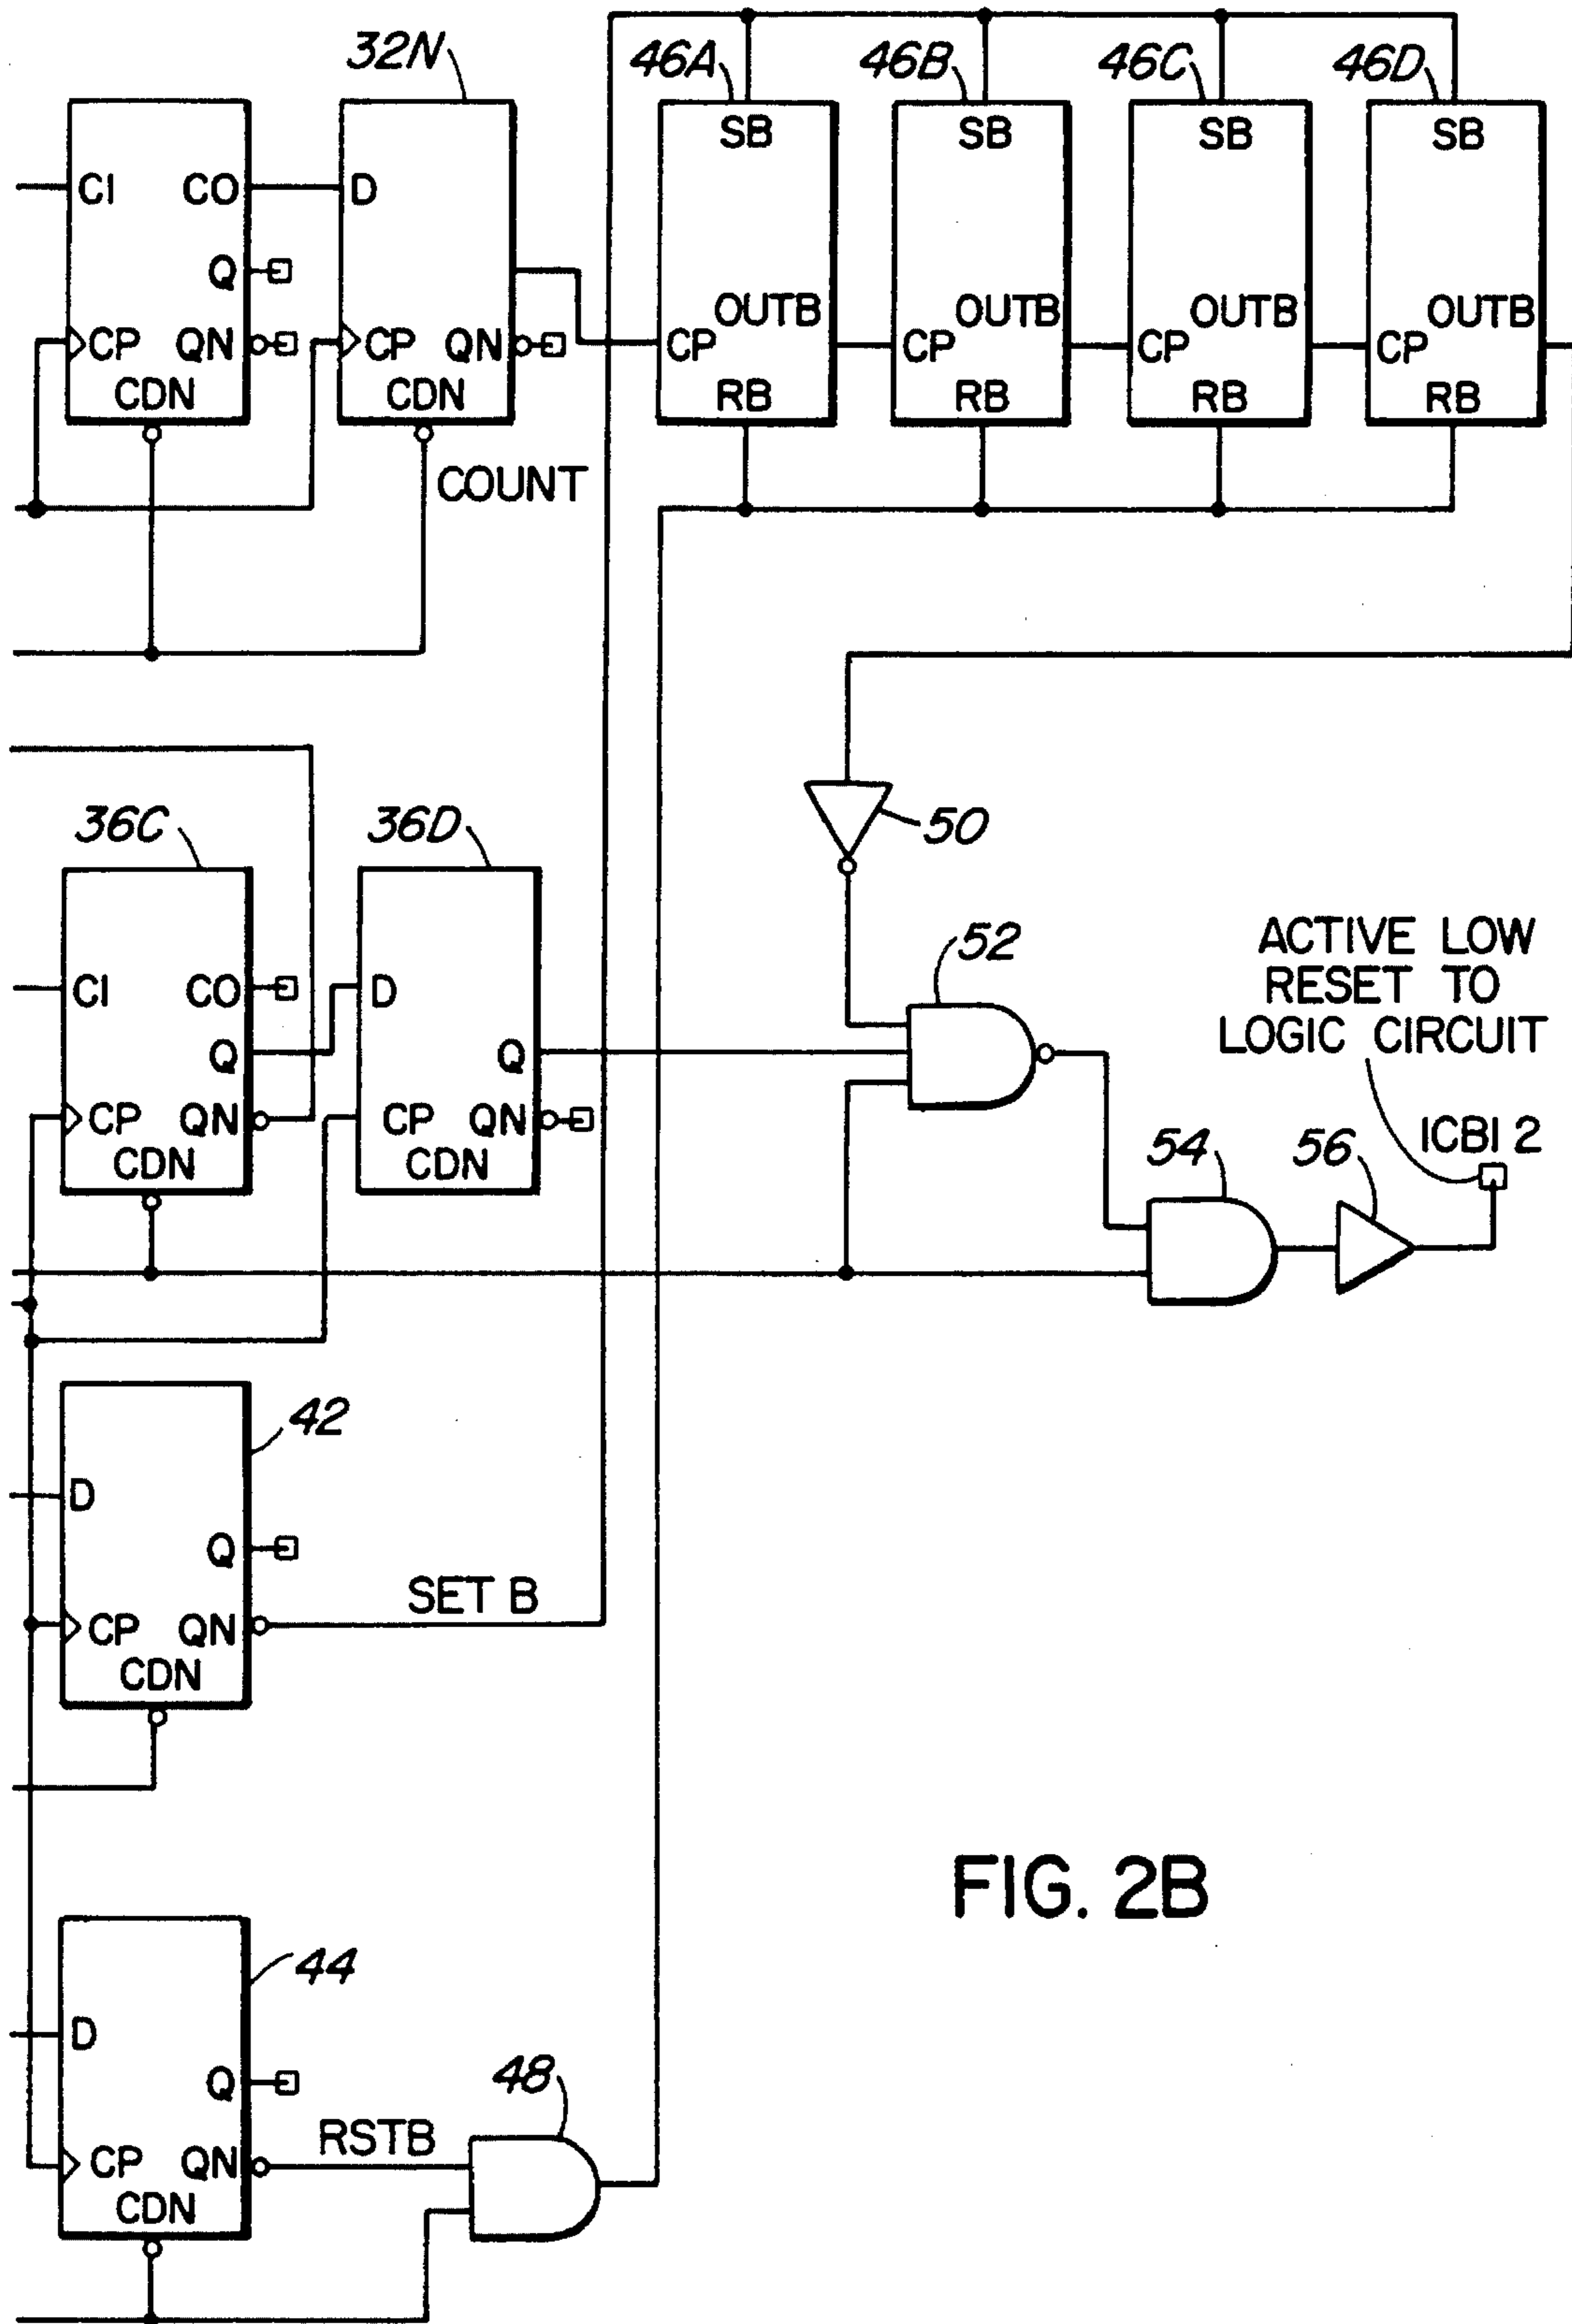 32N
46A
46B
46C
46D
CI CO
Q
CP QN
CDN
D
CP QN
CDN
SB
OUTB
CP
RB
SB
OUTB
CP
RB
SB
OUTB
CP
RB
SB
OUTB
CP
RB
COUNT
36C
36D
50
CI CO
Q
CP QN
CDN
D
Q
CP QN
CDN
52
ACTIVE LOW
RESET TO
LOGIC CIRCUIT
ICBI 2
54
56
42
D
Q
CP QN
CDN
SET B
FIG. 2B
44
D
Q
CP QN
CDN
RSTB
48